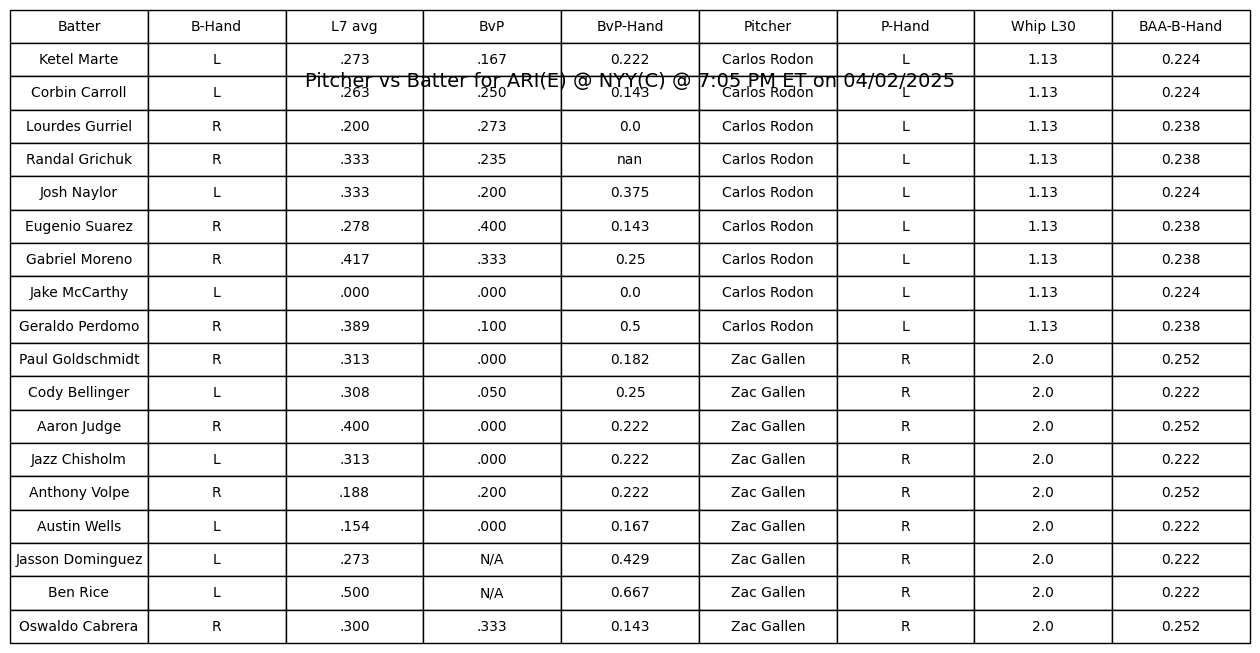 Batter B-Hand L7 avg BvP BvP-Hand Pitcher P-Hand Whip L30 BAA-B-Hand
Ketel Marte L .273 .167 0.222 Carlos Rodon L 1.13 0.224
Pitcher vs Batter for ARI(E) @ NYY(C) @ 7:05 PM ET on 04/02/2025
Corbin Carroll L .263 .250 0.143 Carlos Rodon L 1.13 0.224
Lourdes Gurriel R .200 .273 0.0 Carlos Rodon L 1.13 0.238
Randal Grichuk R .333 .235 nan Carlos Rodon L 1.13 0.238
Josh Naylor L .333 .200 0.375 Carlos Rodon L 1.13 0.224
Eugenio Suarez R .278 .400 0.143 Carlos Rodon L 1.13 0.238
Gabriel Moreno R .417 .333 0.25 Carlos Rodon L 1.13 0.238
Jake McCarthy L .000 .000 0.0 Carlos Rodon L 1.13 0.224
Geraldo Perdomo R .389 .100 0.5 Carlos Rodon L 1.13 0.238
Paul Goldschmidt R .313 .000 0.182 Zac Gallen R 2.0 0.252
Cody Bellinger L .308 .050 0.25 Zac Gallen R 2.0 0.222
Aaron Judge R .400 .000 0.222 Zac Gallen R 2.0 0.252
Jazz Chisholm L .313 .000 0.222 Zac Gallen R 2.0 0.222
Anthony Volpe R .188 .200 0.222 Zac Gallen R 2.0 0.252
Austin Wells L .154 .000 0.167 Zac Gallen R 2.0 0.222
Jasson Dominguez L .273 N/A 0.429 Zac Gallen R 2.0 0.222
Ben Rice L .500 N/A 0.667 Zac Gallen R 2.0 0.222
Oswaldo Cabrera R .300 .333 0.143 Zac Gallen R 2.0 0.252